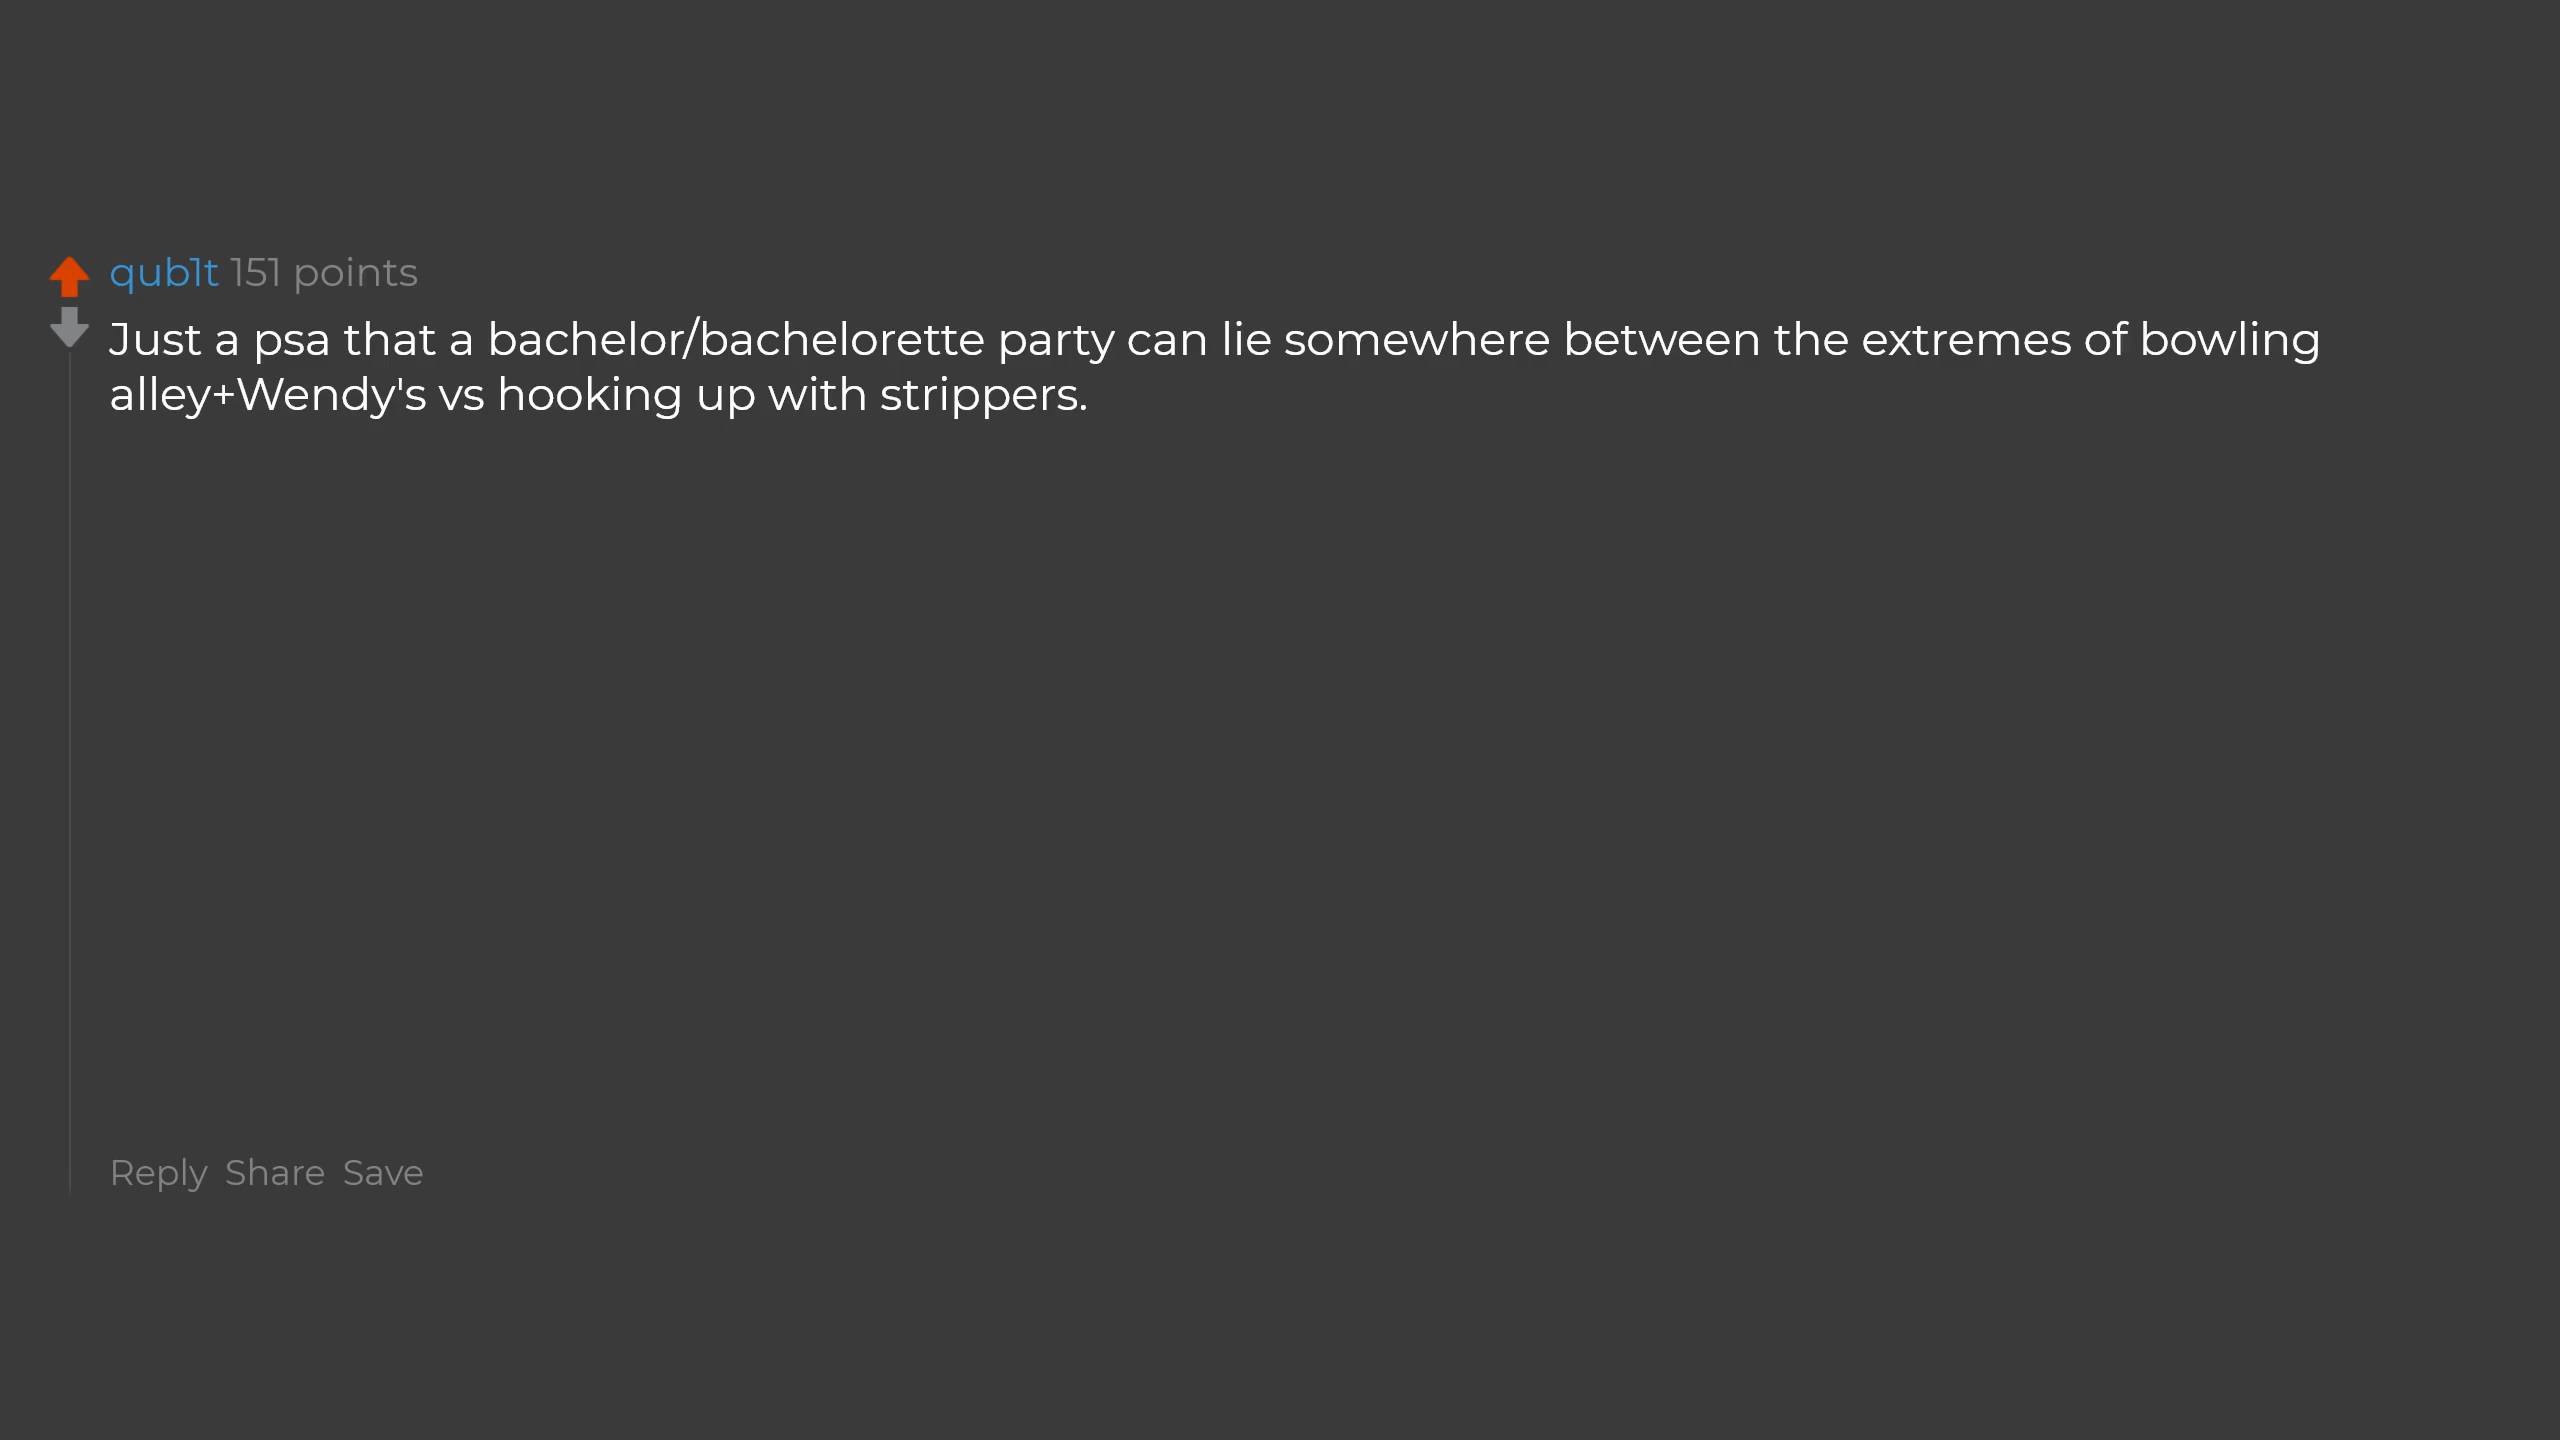 qub1t 151 points
Just a psa that a bachelor/bachelorette party can lie somewhere between the extremes of bowling
alley+Wendy's vs hooking up with strippers.
Reply Share Save